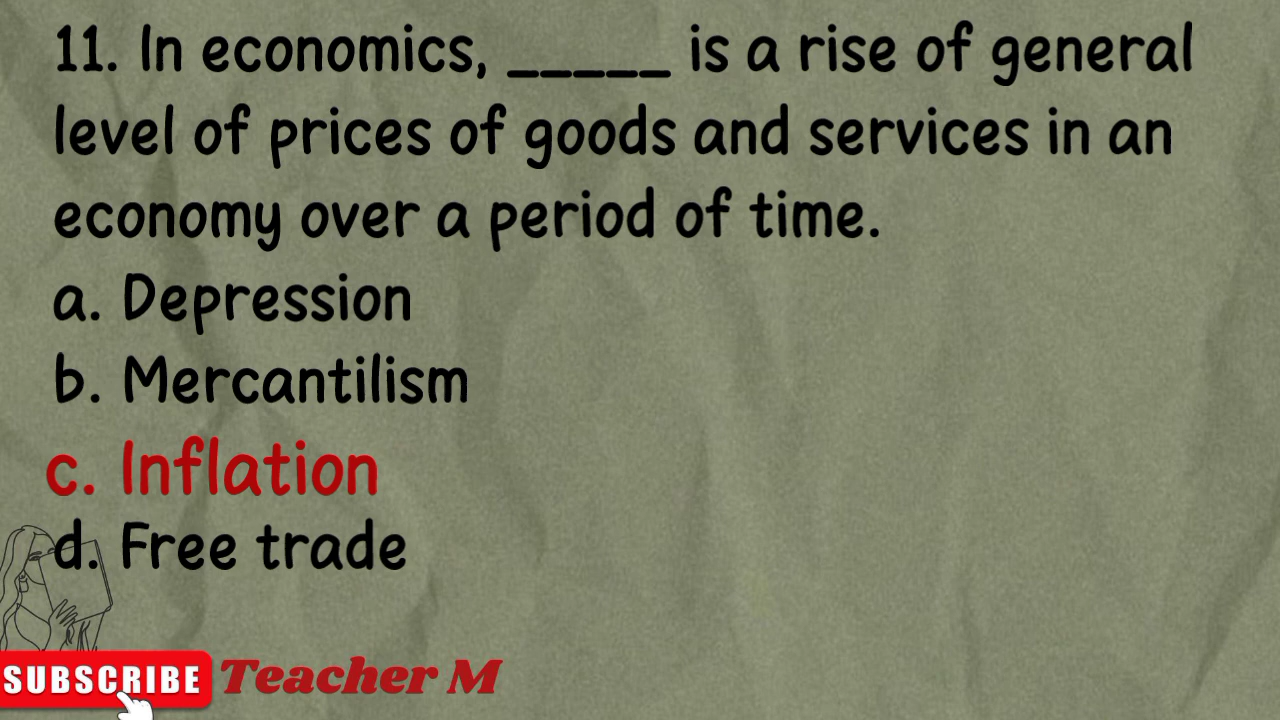 11. In economics, _____ is a rise of general
level of prices of goods and services in an
economy over a period of time.
a. Depression
b. Mercantilism
c. Inflation
d. Free trade
SUBSCRIBE Teacher M